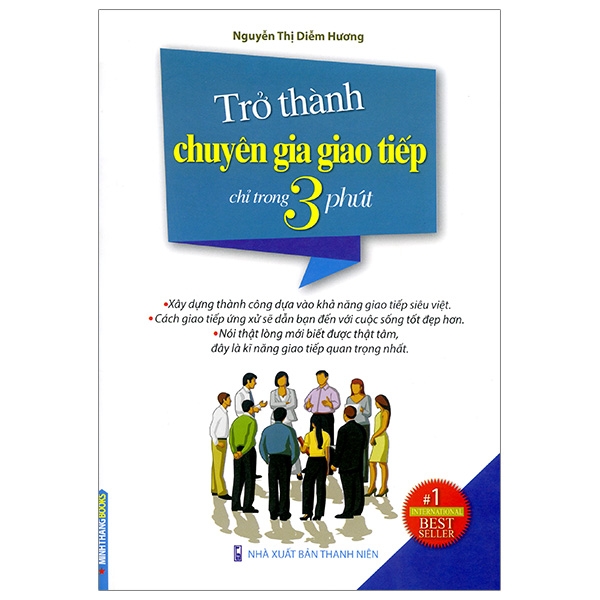 Nguyễn Thị Diễm Hương
Trở thành
chuyên gia giao tiếp
chỉ trong 3 phút
•Xây dựng thành công dựa vào khả năng giao tiếp siêu việt.
•Cách giao tiếp ứng xử sẽ dẫn bạn đến với cuộc sống tốt đẹp hơn.
•Nói thật lòng mới biết được thật tâm,
đây là kĩ năng giao tiếp quan trọng nhất.
#1
INTERNATIONAL
BEST
SELLER
MINHTHANGBOOKS
NHÀ XUẤT BẢN THANH NIÊN